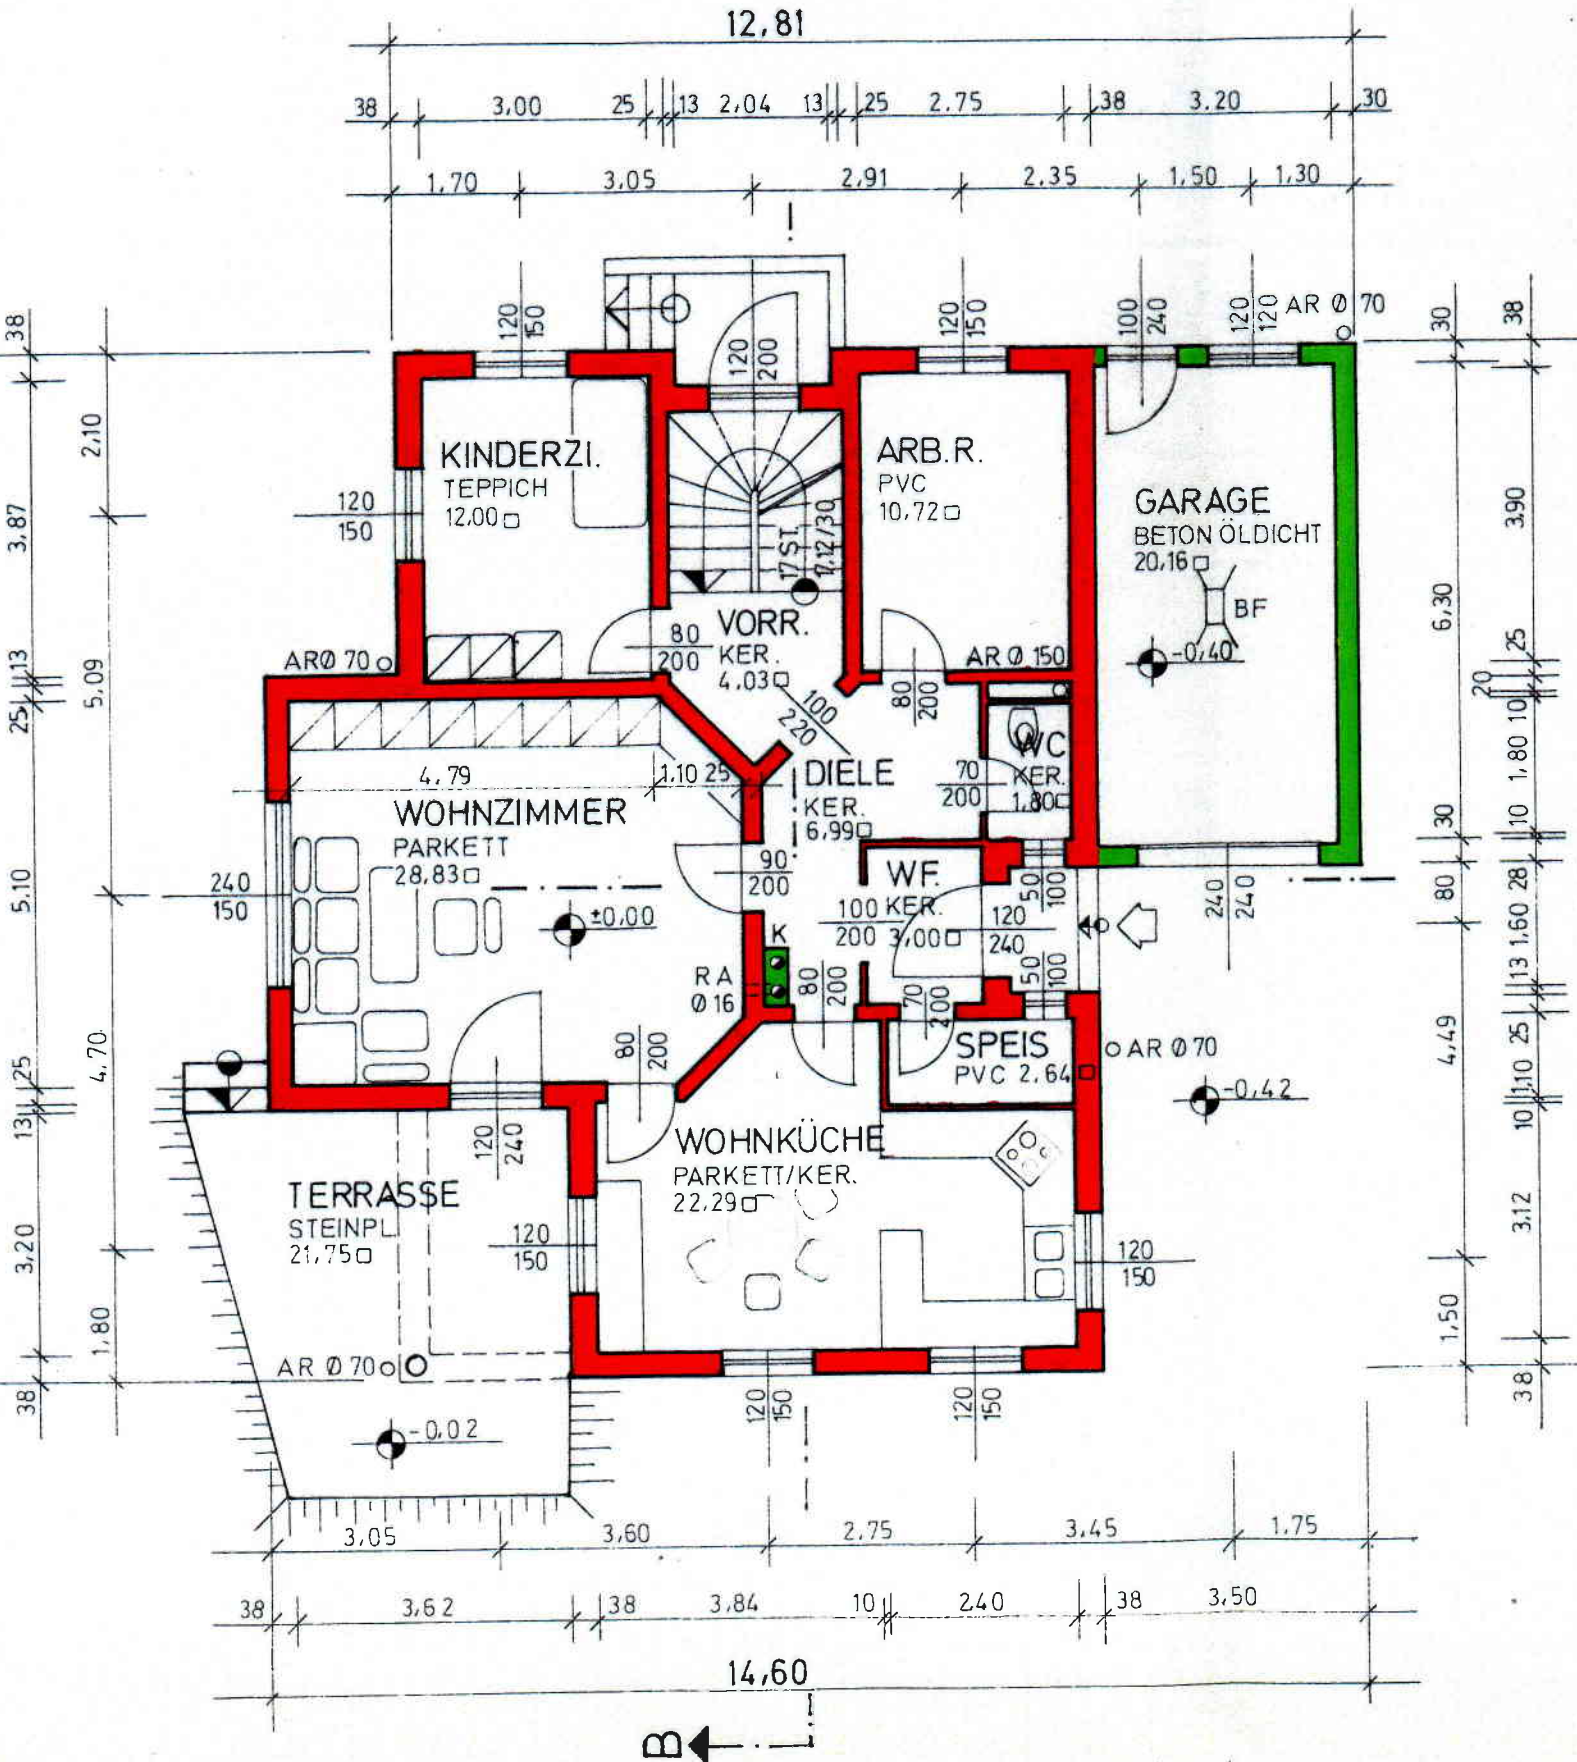 12,81
38 3,00 25 13 2,04 13 25 2,75 38 3,20 30
1,70 3,05 2,91 2,35 1,50 1,30
120
150
120
200
120
150
100
240
120
120
AR Ø 70
38
2,10
3,87
13
25
5,09
5,10
4,70
25
13
3,20
1,80
38
30
38
6,30
3,90
25
20
10
1,80
10
30
28
80
1,60
13
25
4,49
1,10
10
3,12
1,50
38
KINDERZI.
TEPPICH
12,00□
120
150
17 ST.
17,12/30
ARB.R.
PVC
10,72□
GARAGE
BETON ÖLDICHT
20,16□
BF
-0,40
ARØ 70
80
200
VORR.
KER.
4,03□
AR Ø 150
100
220
80
200
4,79 1,10 25
WOHNZIMMER
PARKETT
28,83□
240
150
±0,00
DIELE
KER.
6,99□
70
200
WC
KER.
1,80□
90
200
WF.
KER.
3,00□
100
200
120
240
50
100
50
100
240
240
K
RA
Ø 16
80
200
70
200
SPEIS
PVC 2,64
AR Ø 70
-0,42
80
200
120
240
WOHNKÜCHE
PARKETT/KER.
22,29□
TERRASSE
STEINPL
21,75□
120
150
120
150
AR Ø 70
120
150
120
150
-0,02
3,05 3,60 2,75 3,45 1,75
38 3,62 38 3,84 10 2,40 38 3,50
14,60
B